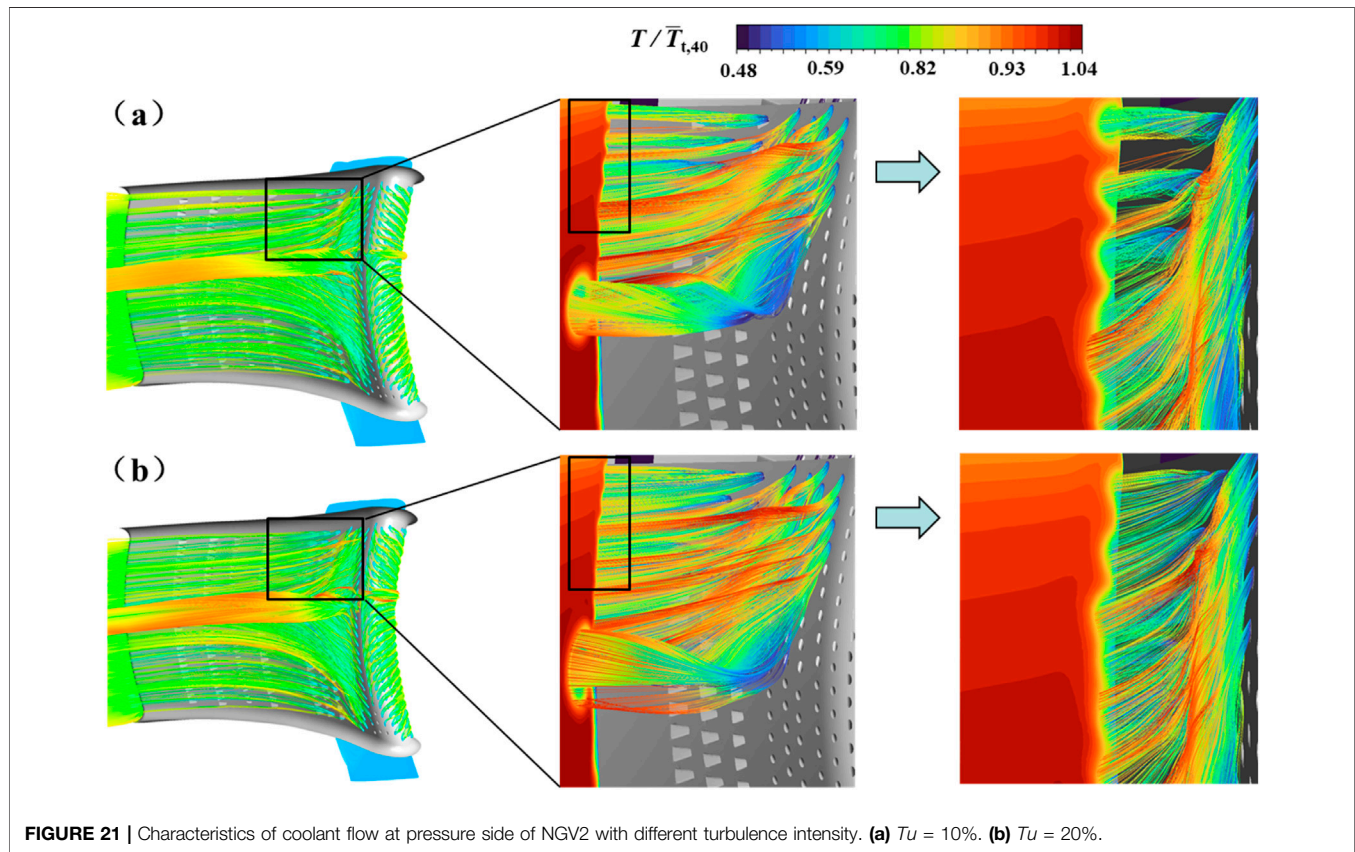 T / T̅t,40
0.48 0.59 0.82 0.93 1.04
（a）
（b）
FIGURE 21 | Characteristics of coolant flow at pressure side of NGV2 with different turbulence intensity. (a) Tu = 10%. (b) Tu = 20%.